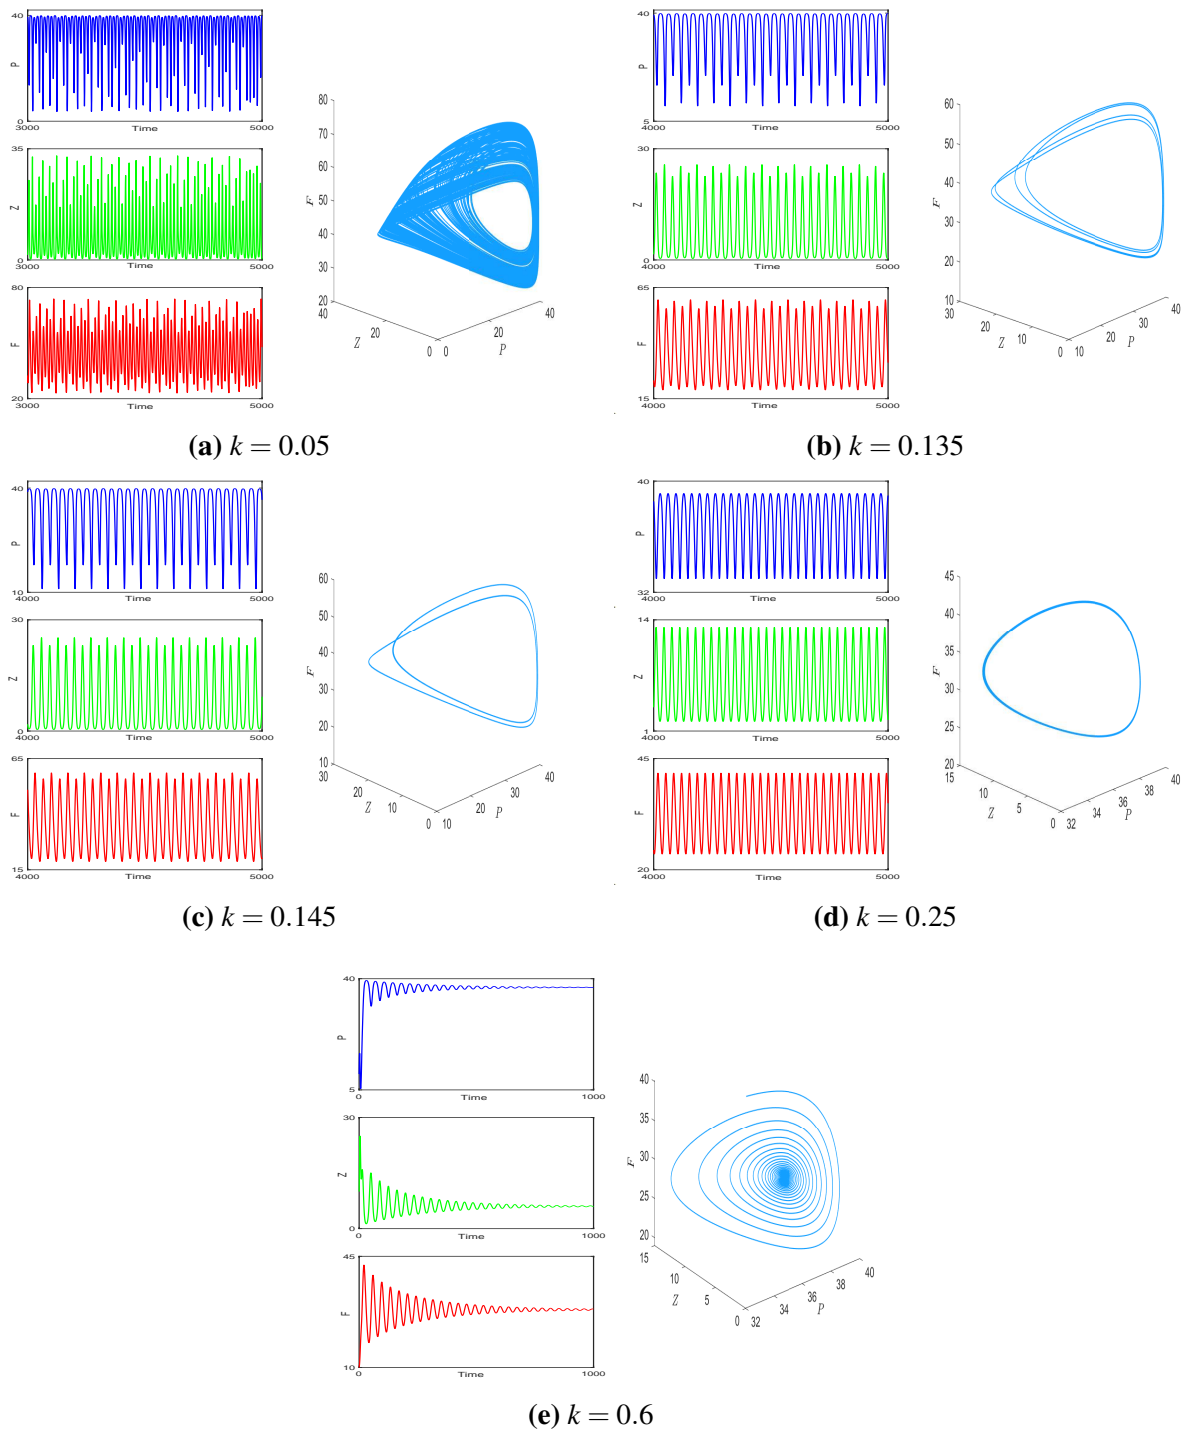 40
P
0
3000 Time 5000
35
Z
0
3000 Time 5000
80
F
20
3000 Time 5000
80
70
60
F
50
40
30
20
40
20
Z
0 0
20
P
40
(a) k = 0.05
40
P
5
4000 Time 5000
30
Z
0
4000 Time 5000
65
F
15
4000 Time 5000
60
50
40
F
30
20
10
30
20
Z
10
0 10
20
P
30
40
(b) k = 0.135
40
P
10
4000 Time 5000
30
Z
0
4000 Time 5000
65
F
15
4000 Time 5000
60
50
40
F
30
20
10
30
20
Z
10
0 10
20
P
30
40
(c) k = 0.145
40
P
32
4000 Time 5000
14
Z
1
4000 Time 5000
45
F
20
4000 Time 5000
45
40
35
F
30
25
20
15
10
Z
5
0 32
34
P
36
38
40
(d) k = 0.25
40
P
5
0 Time 1000
30
Z
0
0 Time 1000
45
F
10
0 Time 1000
40
35
30
F
25
20
15
10
Z
5
0 32
34
P
36
38
40
(e) k = 0.6